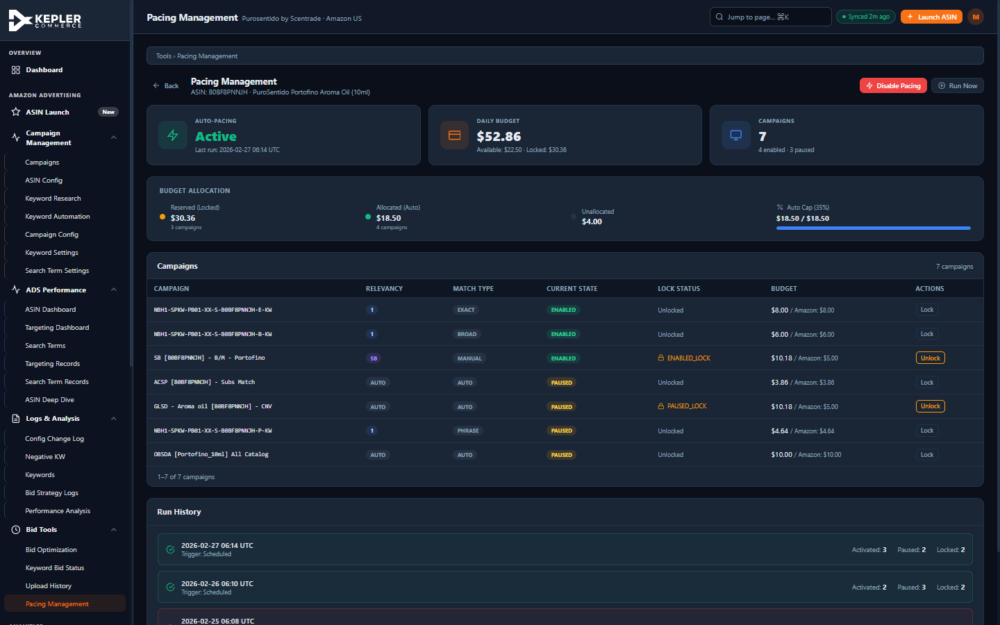 KEPLER
COMMERCE
Pacing Management Purosentido by Scentrade · Amazon US
Jump to page... ⌘K
Synced 2m ago
+ Launch ASIN
M
OVERVIEW
Dashboard
AMAZON ADVERTISING
ASIN Launch New
Campaign Management
Campaigns
ASIN Config
Keyword Research
Keyword Automation
Campaign Config
Keyword Settings
Search Term Settings
ADS Performance
ASIN Dashboard
Targeting Dashboard
Search Terms
Targeting Records
Search Term Records
ASIN Deep Dive
Logs & Analysis
Config Change Log
Negative KW
Keywords
Bid Strategy Logs
Performance Analysis
Bid Tools
Bid Optimization
Keyword Bid Status
Upload History
Pacing Management
Tools › Pacing Management
← Back
Pacing Management
ASIN: B0BF8PNNJH · PuroSentido Portofino Aroma Oil (10ml)
Disable Pacing
Run Now
AUTO-PACING
Active
Last run: 2026-02-27 06:14 UTC
DAILY BUDGET
$52.86
Available: $22.50 · Locked: $30.36
CAMPAIGNS
7
4 enabled · 3 paused
BUDGET ALLOCATION
Reserved (Locked)
$30.36
3 campaigns
Allocated (Auto)
$18.50
4 campaigns
Unallocated
$4.00
% Auto Cap (35%)
$18.50 / $18.50
Campaigns 7 campaigns
CAMPAIGN RELEVANCY MATCH TYPE CURRENT STATE LOCK STATUS BUDGET ACTIONS
NBH1-SPKW-PB01-XX-S-B0BF8PNNJH-E-KW 1 EXACT ENABLED Unlocked $8.00 / Amazon: $8.00 Lock
NBH1-SPKW-PB01-XX-S-B0BF8PNNJH-B-KW 1 BROAD ENABLED Unlocked $6.00 / Amazon: $6.00 Lock
SB [B0BF8PNNJH] - B/M - Portofino SB MANUAL ENABLED ENABLED_LOCK $10.18 / Amazon: $5.00 Unlock
ACSP [B0BF8PNNJH] - Subs Match AUTO AUTO PAUSED Unlocked $3.86 / Amazon: $3.86 Lock
GLSD - Aroma oil [B0BF8PNNJH] - CNV AUTO AUTO PAUSED PAUSED_LOCK $10.18 / Amazon: $5.00 Unlock
NBH1-SPKW-PB01-XX-S-B0BF8PNNJH-P-KW 1 PHRASE PAUSED Unlocked $4.64 / Amazon: $4.64 Lock
OBSDA [Portofino_10ml] All Catalog AUTO AUTO PAUSED Unlocked $10.00 / Amazon: $10.00 Lock
1–7 of 7 campaigns
Run History
2026-02-27 06:14 UTC
Trigger: Scheduled
Activated: 3 Paused: 2 Locked: 2
2026-02-26 06:10 UTC
Trigger: Scheduled
Activated: 2 Paused: 3 Locked: 2
2026-02-25 06:08 UTC